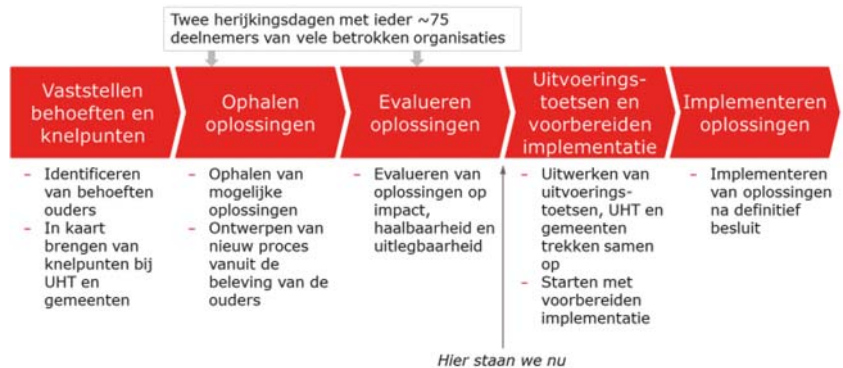 Twee herijkingsdagen met ieder ~75
deelnemers van vele betrokken organisaties
Vaststellen
behoeften en
knelpunten
Ophalen
oplossingen
Evalueren
oplossingen
Uitvoerings-
toetsen en
voorbereiden
implementatie
Implementeren
oplossingen
- Identificeren
van behoeften
ouders
- In kaart
brengen van
knelpunten bij
UHT en
gemeenten
- Ophalen van
mogelijke
oplossingen
- Ontwerpen van
nieuw proces
vanuit de
beleving van de
ouders
- Evalueren van
oplossingen op
impact,
haalbaarheid en
uitlegbaarheid
- Uitwerken van
uitvoerings-
toetsen, UHT en
gemeenten
trekken samen
op
- Starten met
voorbereiden
implementatie
- Implementeren
van oplossingen
na definitief
besluit
Hier staan we nu